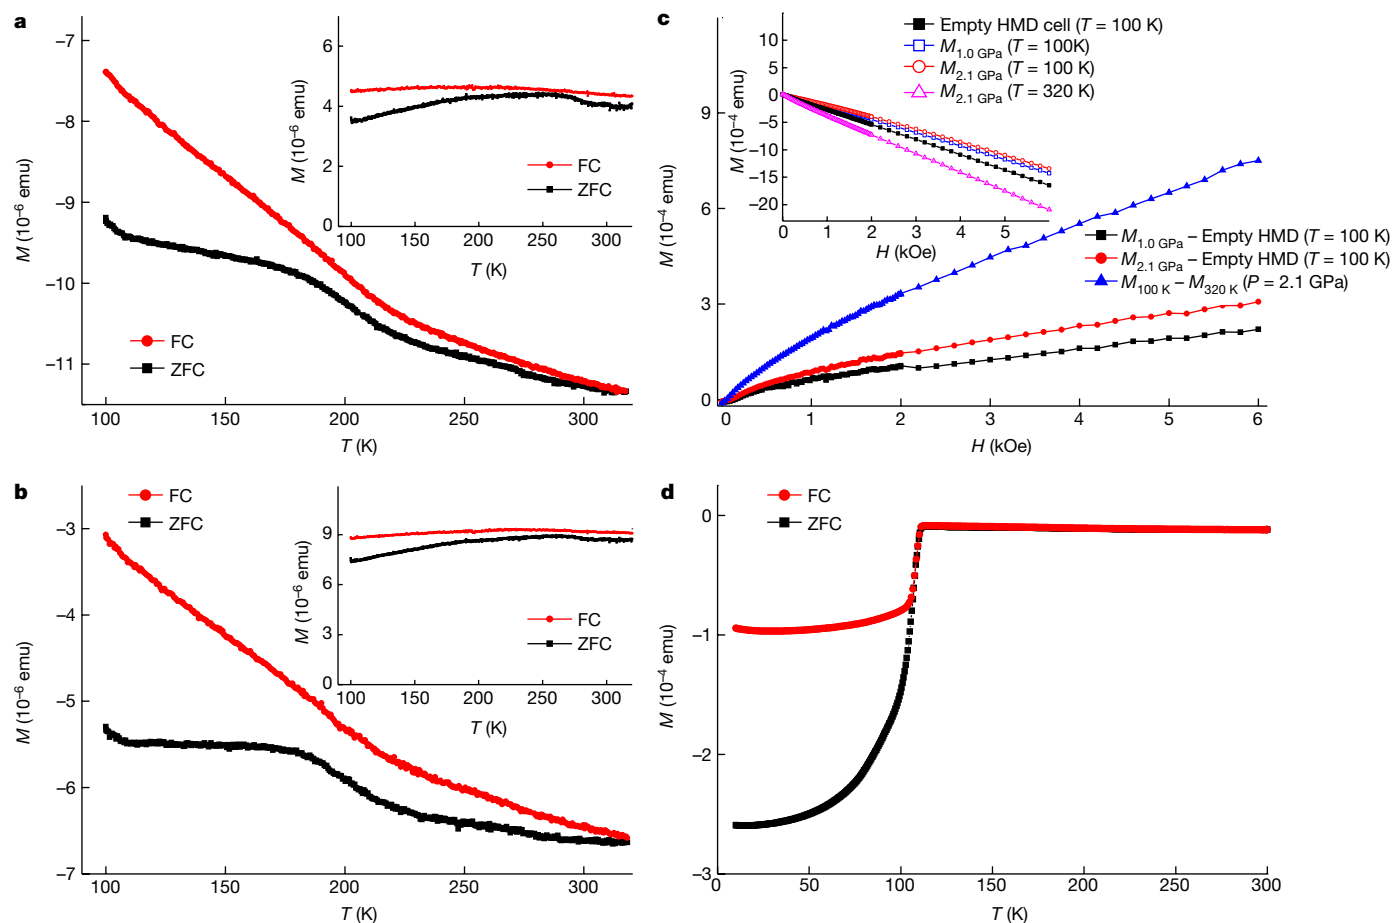 a
−7
−8
−9
−10
−11
M (10⁻⁶ emu)
100
150
200
250
300
T (K)
FC
ZFC
6
4
2
0
M (10⁻⁶ emu)
100
150
200
250
300
T (K)
FC
ZFC
b
−3
−4
−5
−6
−7
M (10⁻⁶ emu)
100
150
200
250
300
T (K)
FC
ZFC
9
6
3
0
M (10⁻⁶ emu)
100
150
200
250
300
T (K)
FC
ZFC
c
9
6
3
0
M (10⁻⁴ emu)
0
1
2
3
4
5
6
H (kOe)
10
5
0
−5
−10
−15
−20
M (10⁻⁴ emu)
0
1
2
3
4
5
H (kOe)
Empty HMD cell (T = 100 K)
M1.0 GPa (T = 100K)
M2.1 GPa (T = 100 K)
M2.1 GPa (T = 320 K)
M1.0 GPa – Empty HMD (T = 100 K)
M2.1 GPa – Empty HMD (T = 100 K)
M100 K – M320 K (P = 2.1 GPa)
d
0
−1
−2
−3
M (10⁻⁴ emu)
0
50
100
150
200
250
300
T (K)
FC
ZFC